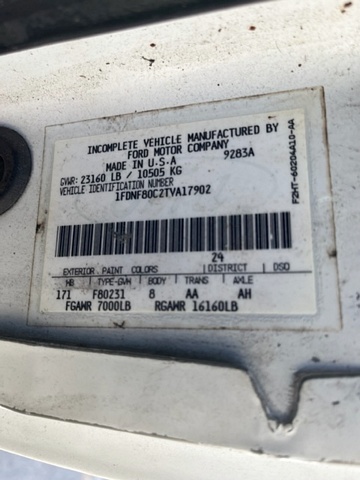 INCOMPLETE VEHICLE MANUFACTURED BY
FORD MOTOR COMPANY
MADE IN U.S.A 9283A
GVWR: 23160 LB / 10505 KG
VEHICLE IDENTIFICATION NUMBER
1FDNF80C2TVA17902
F2HT-60204A10-AA
24
EXTERIOR PAINT COLORS DISTRICT DSO
WB TYPE-GVW BODY TRANS AXLE
171 F80231 8 AA AH
FGAWR 7000LB RGAWR 16160LB